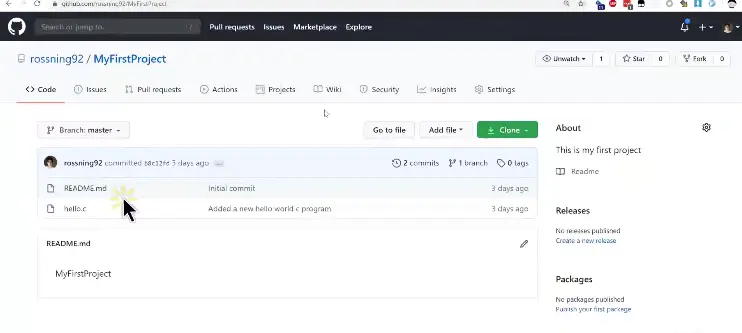 github.com/rossning92/MyFirstProject
Search or jump to...
/
Pull requests
Issues
Marketplace
Explore
rossning92 / MyFirstProject
Unwatch
1
Star
0
Fork
0
Code
Issues
Pull requests
Actions
Projects
Wiki
Security
Insights
Settings
Branch: master
Go to file
Add file
Clone
About
This is my first project
Readme
rossning92 committed 3 days ago
2 commits
1 branch
0 tags
README.md
Initial commit
3 days ago
hello.c
Added a new hello world c program
3 days ago
README.md
MyFirstProject
Releases
No releases published
Create a new release
Packages
No packages published
Publish your first package